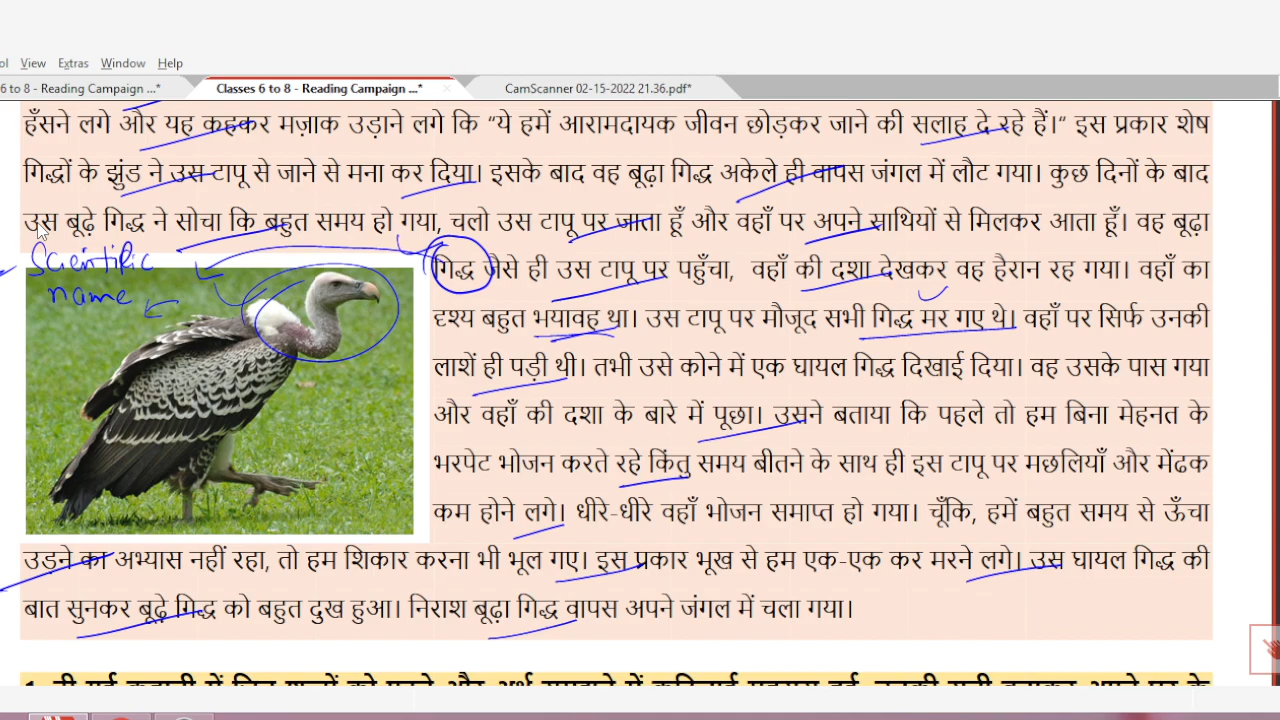 ol View Extras Window Help
6 to 8 - Reading Campaign ...* Classes 6 to 8 - Reading Campaign ...* × CamScanner 02-15-2022 21.36.pdf*
हँसने लगे और यह कहकर मज़ाक उड़ाने लगे कि "ये हमें आरामदायक जीवन छोड़कर जाने की सलाह दे रहे हैं।" इस प्रकार शेष
गिद्धों के झुंड ने उस टापू से जाने से मना कर दिया। इसके बाद वह बूढ़ा गिद्ध अकेले ही वापस जंगल में लौट गया। कुछ दिनों के बाद
उस बूढ़े गिद्ध ने सोचा कि बहुत समय हो गया, चलो उस टापू पर जाता हूँ और वहाँ पर अपने साथियों से मिलकर आता हूँ। वह बूढ़ा
गिद्ध जैसे ही उस टापू पर पहुँचा, वहाँ की दशा देखकर वह हैरान रह गया। वहाँ का
दृश्य बहुत भयावह था। उस टापू पर मौजूद सभी गिद्ध मर गए थे। वहाँ पर सिर्फ उनकी
लाशें ही पड़ी थी। तभी उसे कोने में एक घायल गिद्ध दिखाई दिया। वह उसके पास गया
और वहाँ की दशा के बारे में पूछा। उसने बताया कि पहले तो हम बिना मेहनत के
भरपेट भोजन करते रहे किंतु समय बीतने के साथ ही इस टापू पर मछलियाँ और मेंढक
कम होने लगे। धीरे-धीरे वहाँ भोजन समाप्त हो गया। चूँकि, हमें बहुत समय से ऊँचा
उड़ने का अभ्यास नहीं रहा, तो हम शिकार करना भी भूल गए। इस प्रकार भूख से हम एक-एक कर मरने लगे। उस घायल गिद्ध की
बात सुनकर बूढ़े गिद्ध को बहुत दुख हुआ। निराश बूढ़ा गिद्ध वापस अपने जंगल में चला गया।
Scientific
name